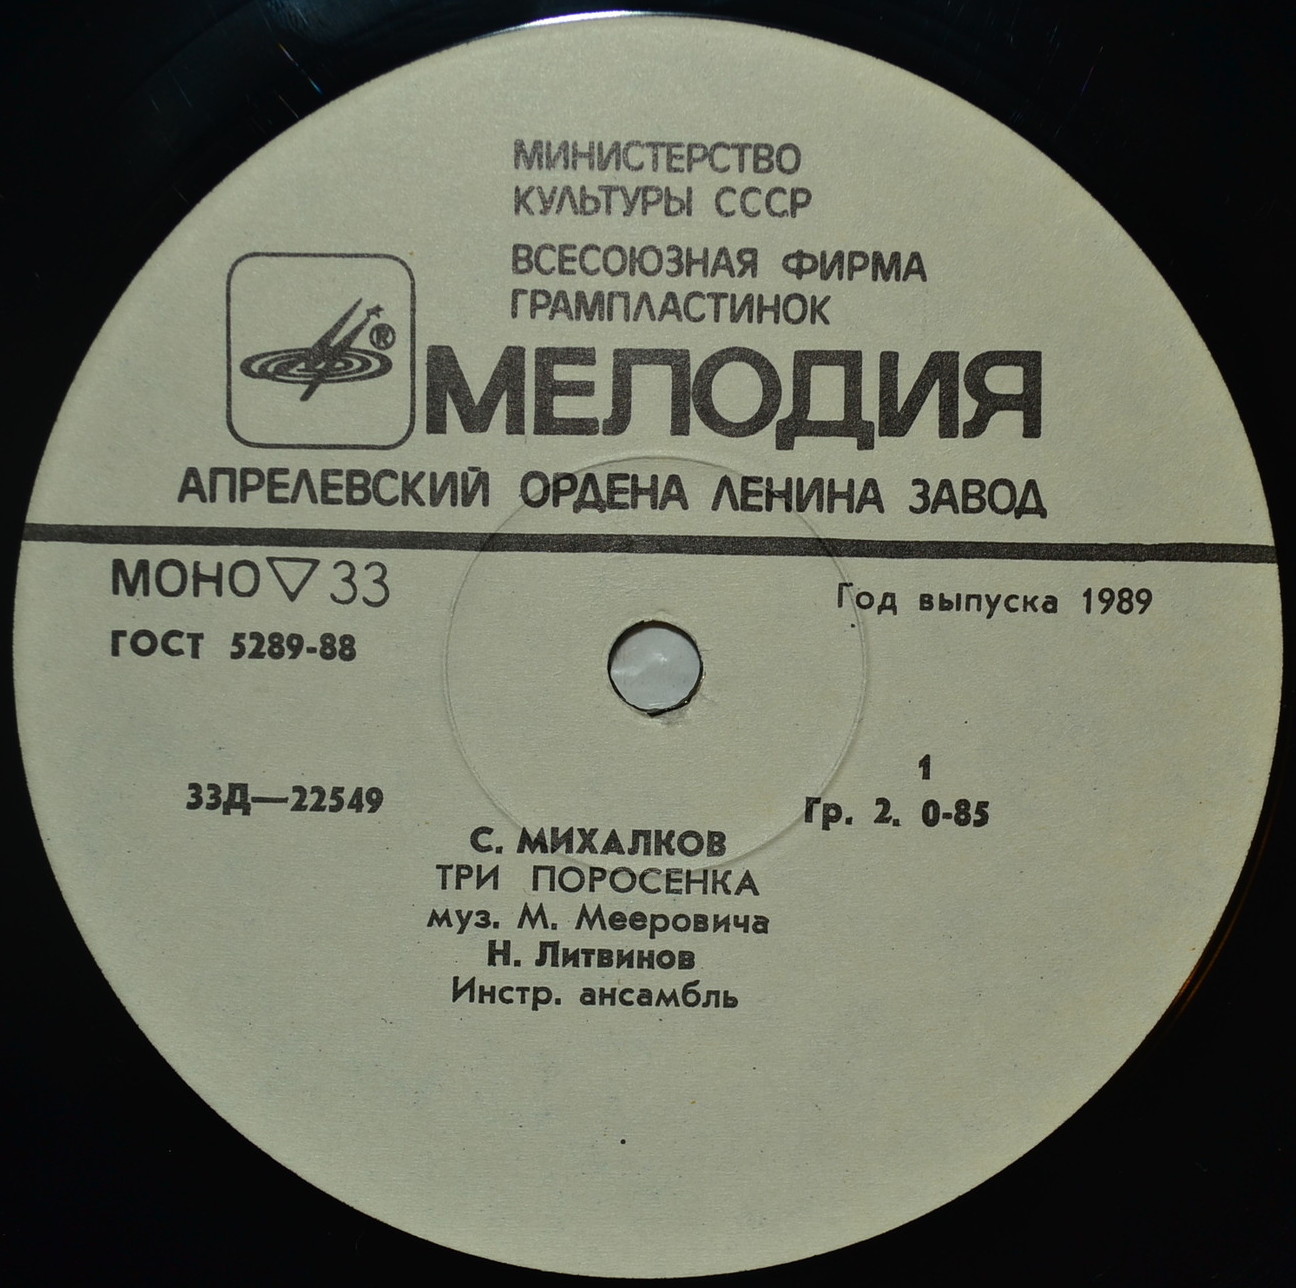 МИНИСТЕРСТВО
КУЛЬТУРЫ СССР
ВСЕСОЮЗНАЯ ФИРМА
ГРАМПЛАСТИНОК
®
МЕЛОДИЯ
АПРЕЛЕВСКИЙ ОРДЕНА ЛЕНИНА ЗАВОД
МОНО ▽ 33
Год выпуска 1989
ГОСТ 5289-88
1
33Д—22549
Гр. 2. 0-85
С. МИХАЛКОВ
ТРИ ПОРОСЕНКА
муз. М. Мееровича
Н. Литвинов
Инстр. ансамбль